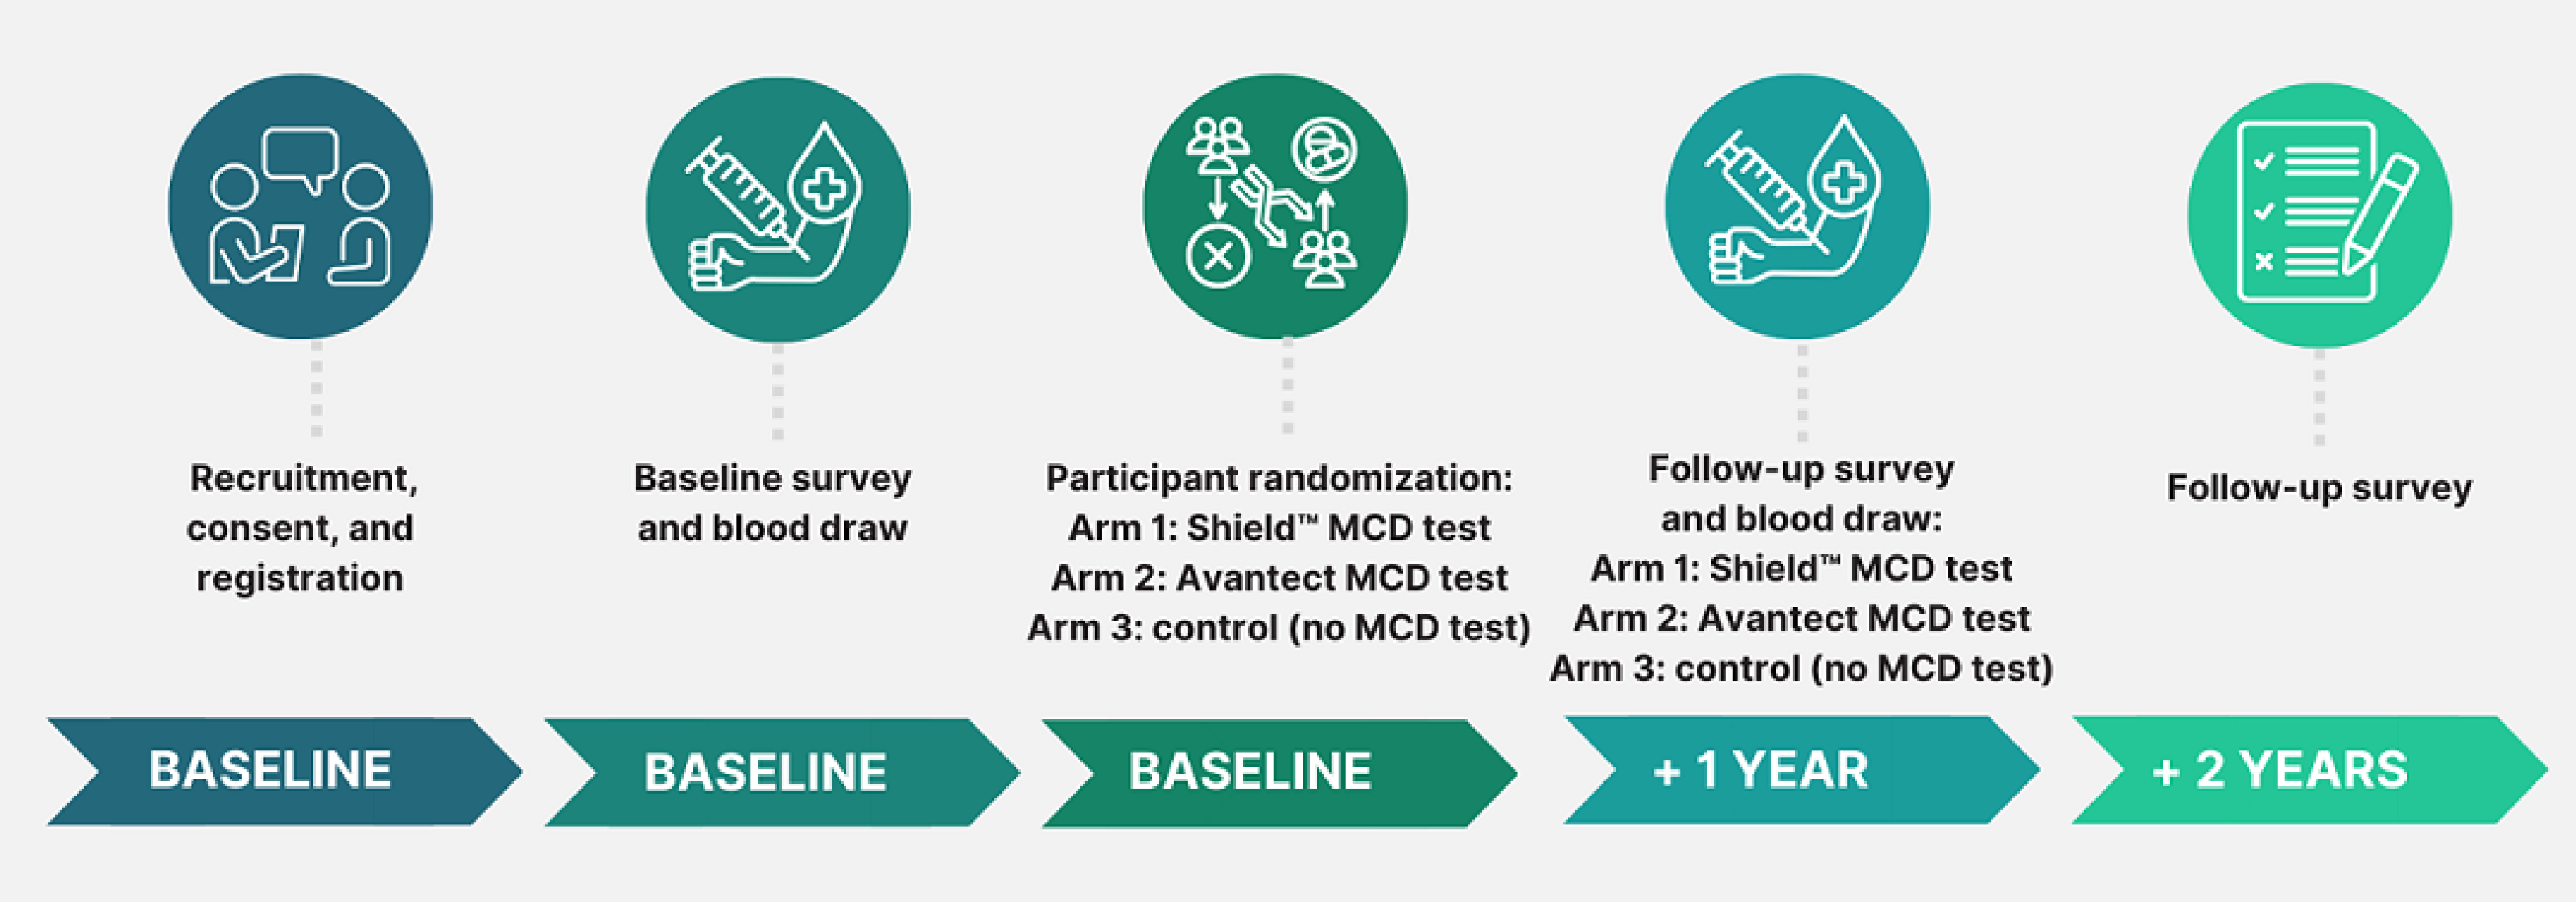 Recruitment,
consent, and
registration
Baseline survey
and blood draw
Participant randomization:
Arm 1: Shield™ MCD test
Arm 2: Avantect MCD test
Arm 3: control (no MCD test)
Follow-up survey
and blood draw:
Arm 1: Shield™ MCD test
Arm 2: Avantect MCD test
Arm 3: control (no MCD test)
Follow-up survey
BASELINE
BASELINE
BASELINE
+ 1 YEAR
+ 2 YEARS